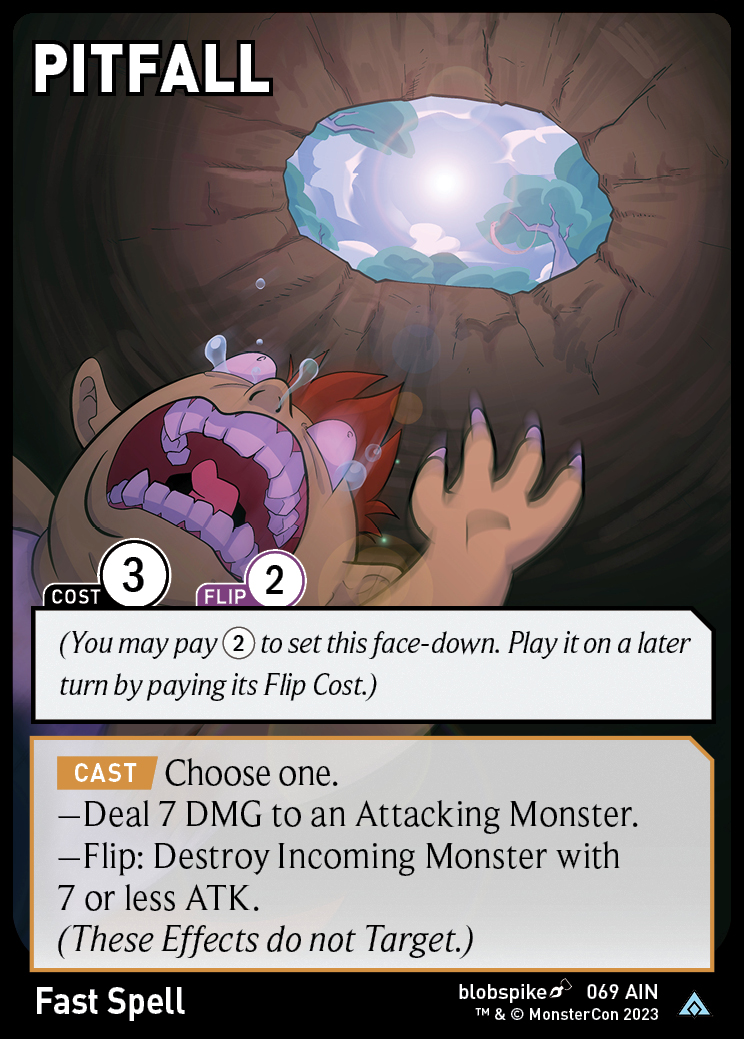 PITFALL
COST 3 FLIP 2
(You may pay 2 to set this face-down. Play it on a later
turn by paying its Flip Cost.)
CAST Choose one.
–Deal 7 DMG to an Attacking Monster.
–Flip: Destroy Incoming Monster with
7 or less ATK.
(These Effects do not Target.)
Fast Spell
blobspike 069 AIN
™ & © MonsterCon 2023